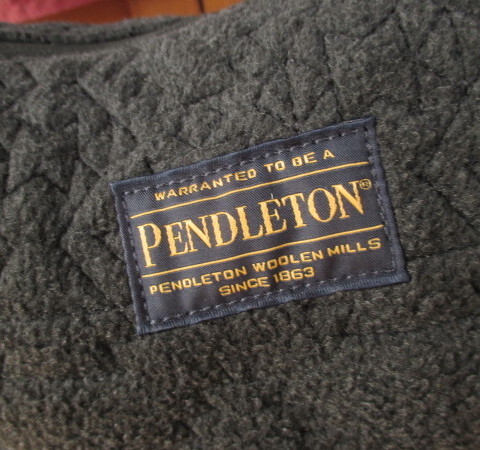 WARRANTED TO BE A
PENDLETON®
PENDLETON WOOLEN MILLS
SINCE 1863